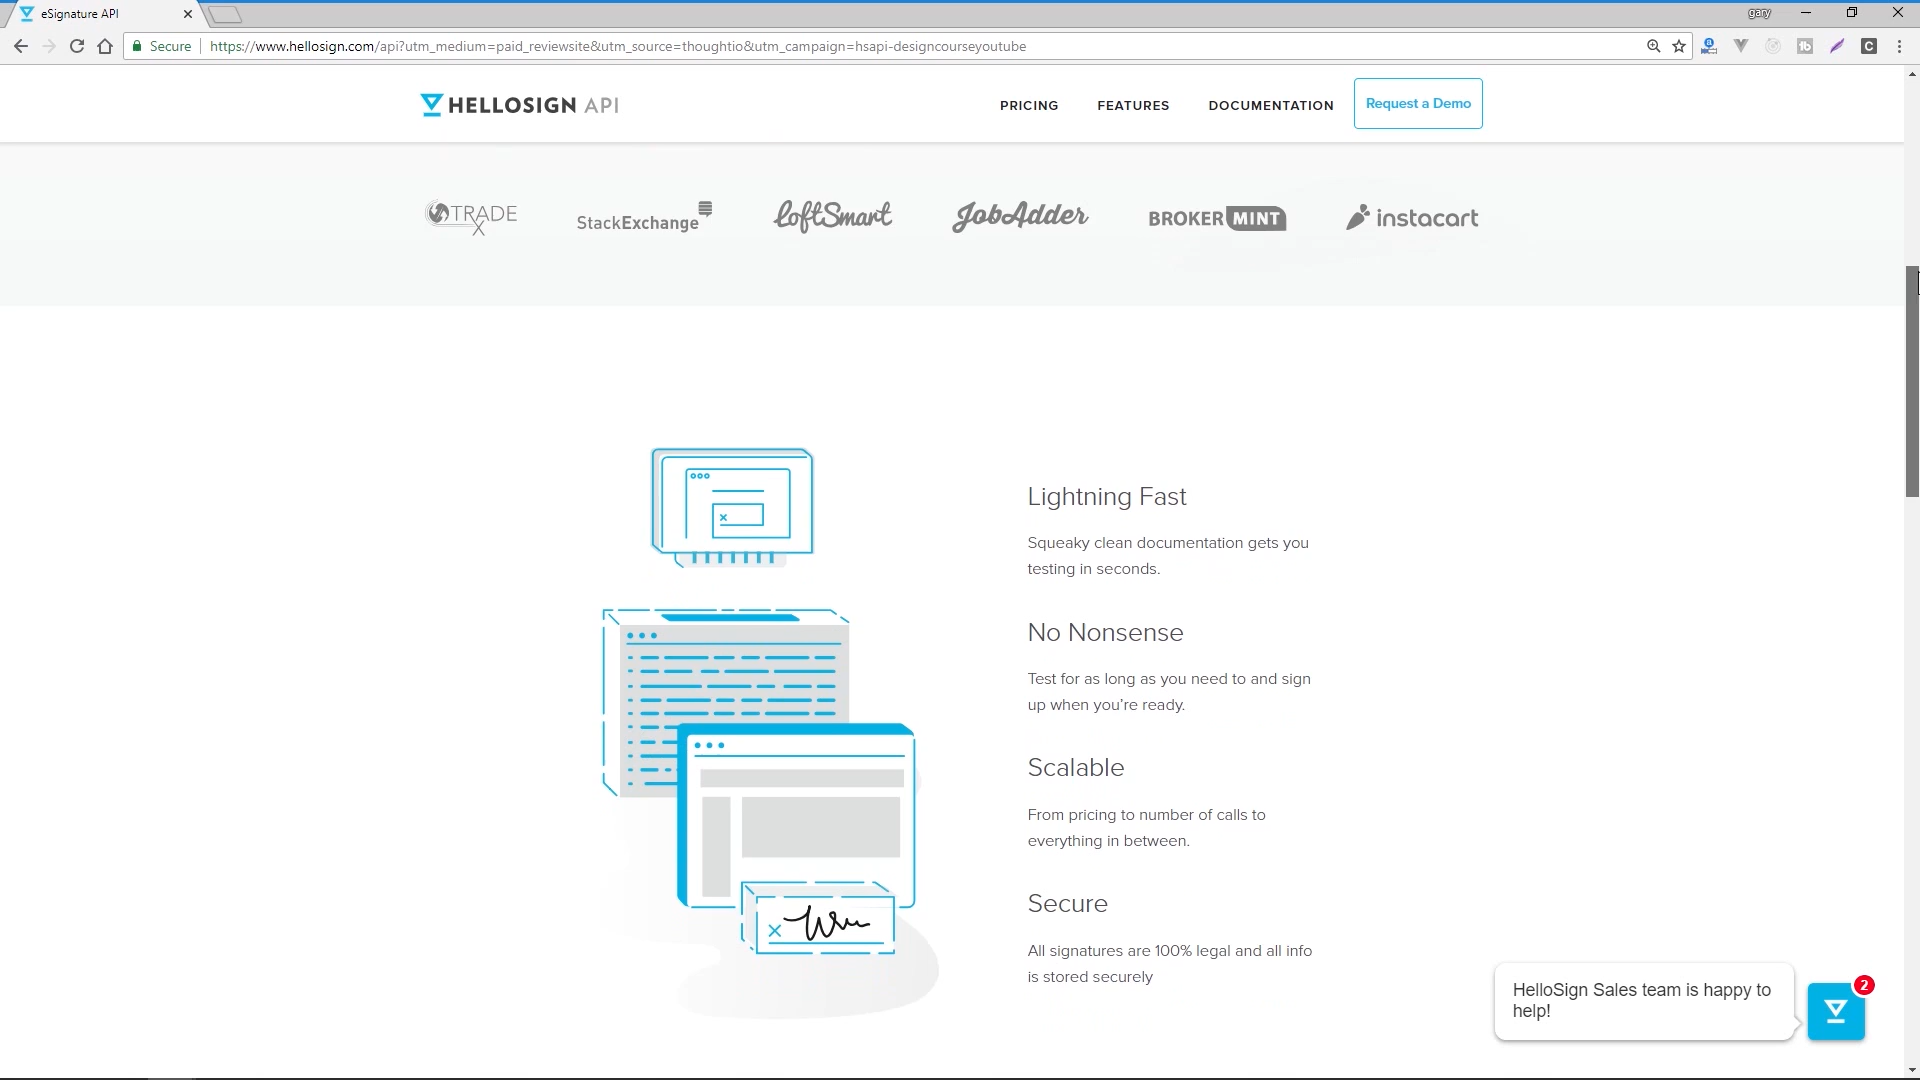 eSignature API
gary
Secure
https://www.hellosign.com/api?utm_medium=paid_reviewsite&utm_source=thoughtio&utm_campaign=hsapi-designcourseyoutube
HELLOSIGN API
PRICING
FEATURES
DOCUMENTATION
Request a Demo
TRADE X
StackExchange
LoftSmart
JobAdder
BROKER MINT
instacart
Lightning Fast
Squeaky clean documentation gets you
testing in seconds.
No Nonsense
Test for as long as you need to and sign
up when you’re ready.
Scalable
From pricing to number of calls to
everything in between.
Secure
All signatures are 100% legal and all info
is stored securely
HelloSign Sales team is happy to
help!
2